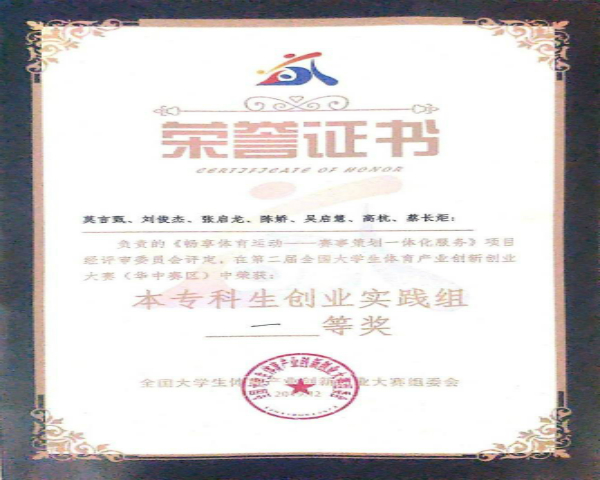 荣誉证书
CERTIFICATE OF HONOR
莫言甄、刘俊杰、张启龙、陈娇、吴启慧、高杭、蔡长炬：
负责的《畅享体育运动——赛事策划一体化服务》项目
经评审委员会评定，在第二届全国大学生体育产业创新创业
大赛（华中赛区）中荣获：
本专科生创业实践组
一等奖
全国大学生体育产业创新创业大赛组委会